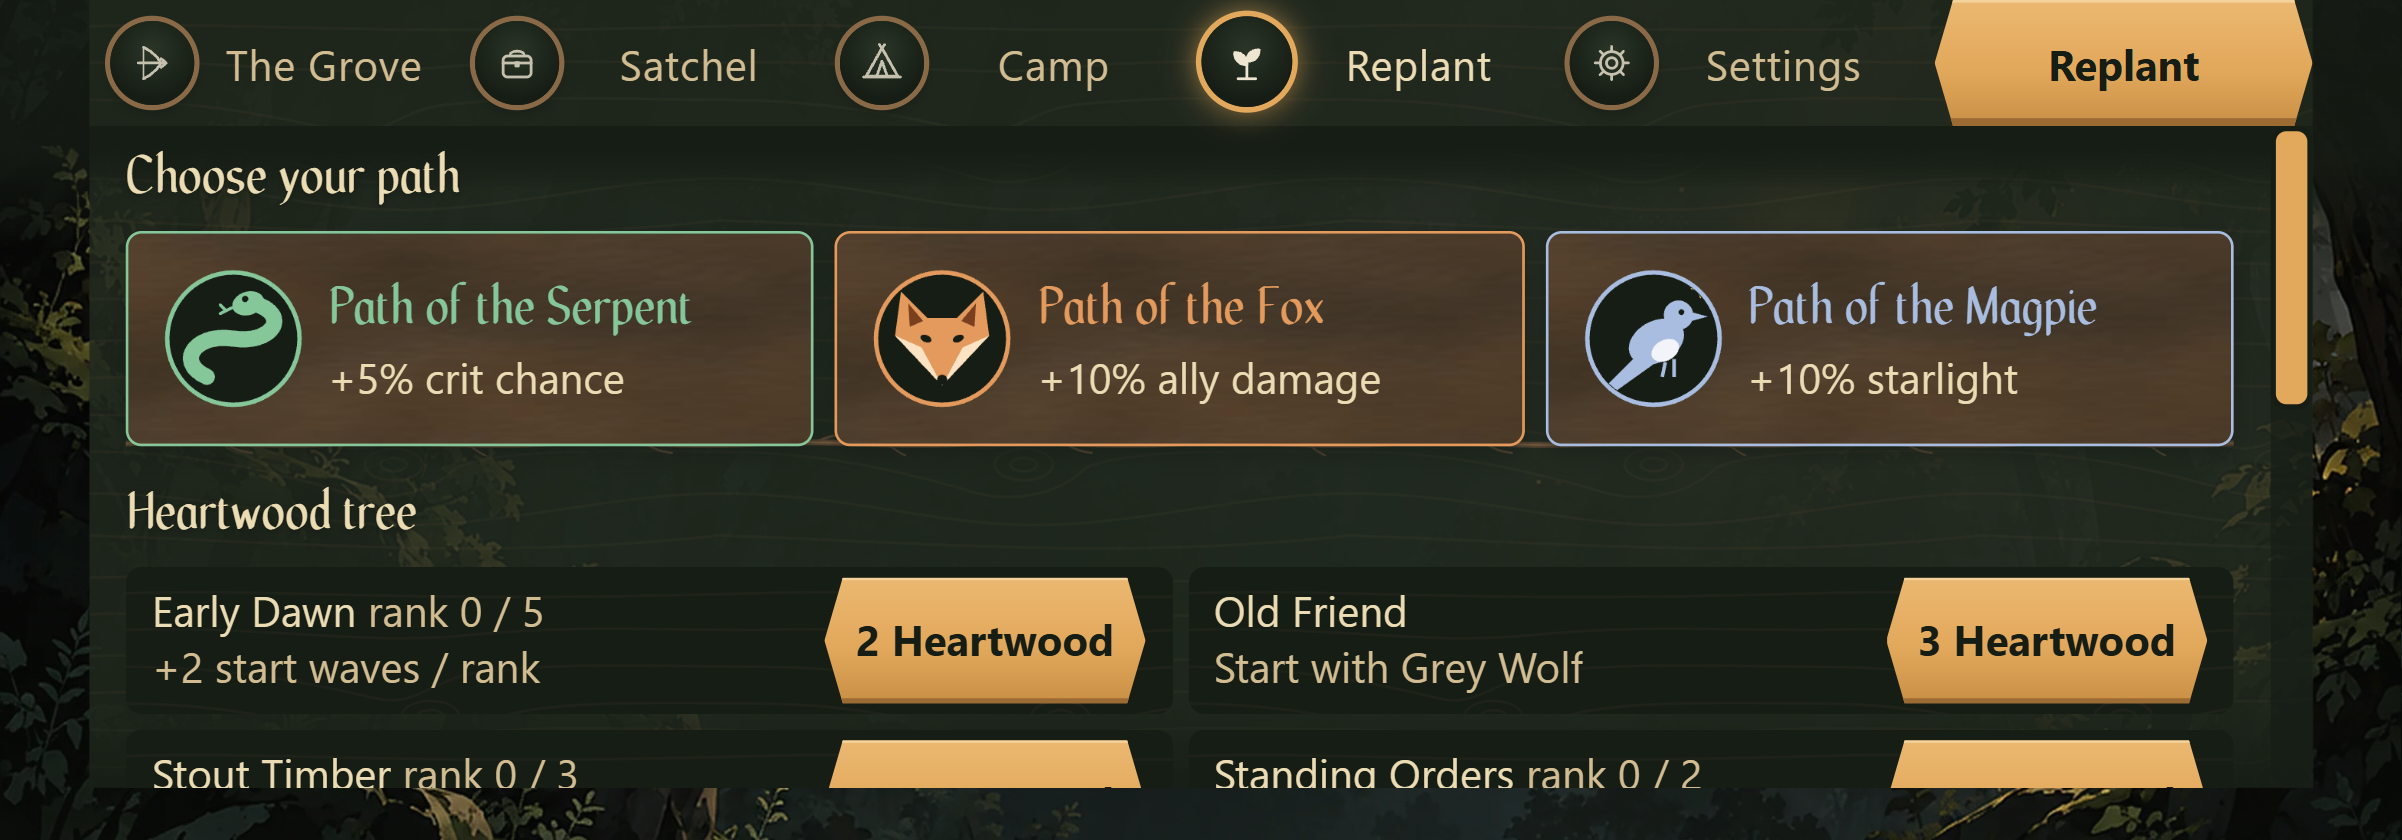 The Grove
Satchel
Camp
Replant
Settings
Replant
Choose your path
Path of the Serpent
+5% crit chance
Path of the Fox
+10% ally damage
Path of the Magpie
+10% starlight
Heartwood tree
Early Dawn rank 0 / 5
+2 start waves / rank
2 Heartwood
Old Friend
Start with Grey Wolf
3 Heartwood
Stout Timber rank 0 / 3
Standing Orders rank 0 / 2